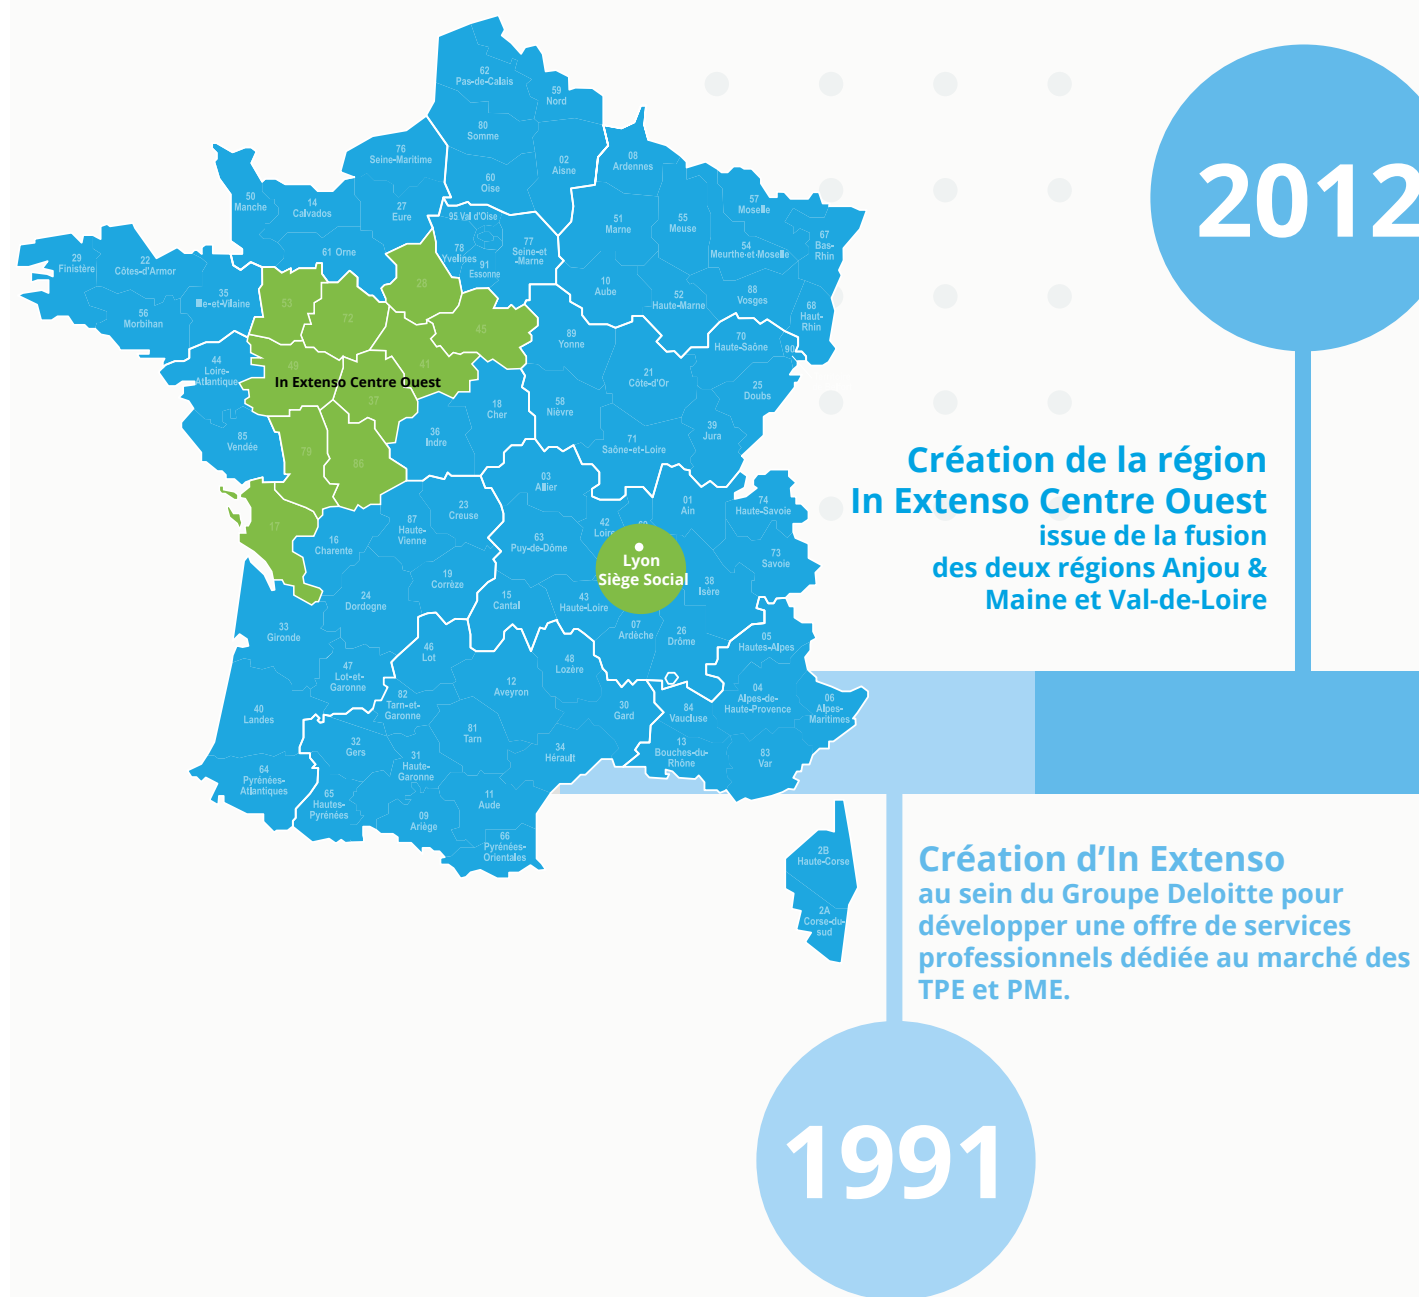 62
Pas-de-Calais
59
Nord
80
Somme
76
Seine-Maritime
02
Aisne
08
Ardennes
60
Oise
50
Manche
14
Calvados
27
Eure
95 Val d'Oise
57
Moselle
51
Marne
55
Meuse
67
Bas-
Rhin
61 Orne
78
Yvelines
77
Seine-et
-Marne
91
Essonne
54
Meurthe-et-Moselle
29
Finistère
22
Côtes-d'Armor
35
Ille-et-Vilaine
53
72
28
45
10
Aube
52
Haute-Marne
88
Vosges
68
Haut-
Rhin
56
Morbihan
89
Yonne
70
Haute-Saône
90
44
Loire-
Atlantique
49
41
In Extenso Centre Ouest
37
21
Côte-d'Or
25
Doubs
58
Nièvre
18
Cher
36
Indre
39
Jura
85
Vendée
79
86
71
Saône-et-Loire
03
Allier
01
Ain
74
Haute-Savoie
17
16
Charente
87
Haute-
Vienne
23
Creuse
63
Puy-de-Dôme
42
Loire
Lyon
Siège Social
73
Savoie
38
Isère
19
Corrèze
15
Cantal
43
Haute-Loire
24
Dordogne
33
Gironde
07
Ardèche
26
Drôme
05
Hautes-Alpes
46
Lot
48
Lozère
47
Lot-et-
Garonne
12
Aveyron
82
Tarn-et-
Garonne
30
Gard
84
Vaucluse
04
Alpes-de-
Haute-Provence
06
Alpes-
Maritimes
40
Landes
32
Gers
31
Haute-
Garonne
81
Tarn
34
Hérault
13
Bouches-du-
Rhône
83
Var
64
Pyrénées-
Atlantiques
65
Hautes-
Pyrénées
09
Ariège
11
Aude
66
Pyrénées-
Orientales
2B
Haute-Corse
2A
Corse-du-
sud
2012
Création de la région
In Extenso Centre Ouest
issue de la fusion
des deux régions Anjou &
Maine et Val-de-Loire
Création d’In Extenso
au sein du Groupe Deloitte pour
développer une offre de services
professionnels dédiée au marché des
TPE et PME.
1991